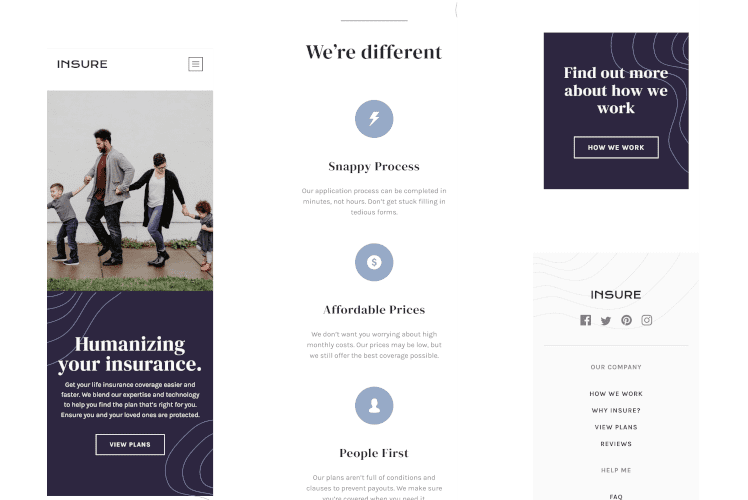 INSURE
Humanizing
your insurance.
Get your life insurance coverage easier and
faster. We blend our expertise and technology
to help you find the plan that's right for you.
Ensure you and your loved ones are protected.
VIEW PLANS
We're different
Snappy Process
Our application process can be completed in
minutes, not hours. Don't get stuck filling in
tedious forms.
$
Affordable Prices
We don't want you worrying about high
monthly costs. Our prices may be low, but
we still offer the best coverage possible.
People First
Our plans aren't full of conditions and
clauses to prevent payouts. We make sure
you're covered when you need it.
Find out more
about how we
work
HOW WE WORK
INSURE
OUR COMPANY
HOW WE WORK
WHY INSURE?
VIEW PLANS
REVIEWS
HELP ME
FAQ